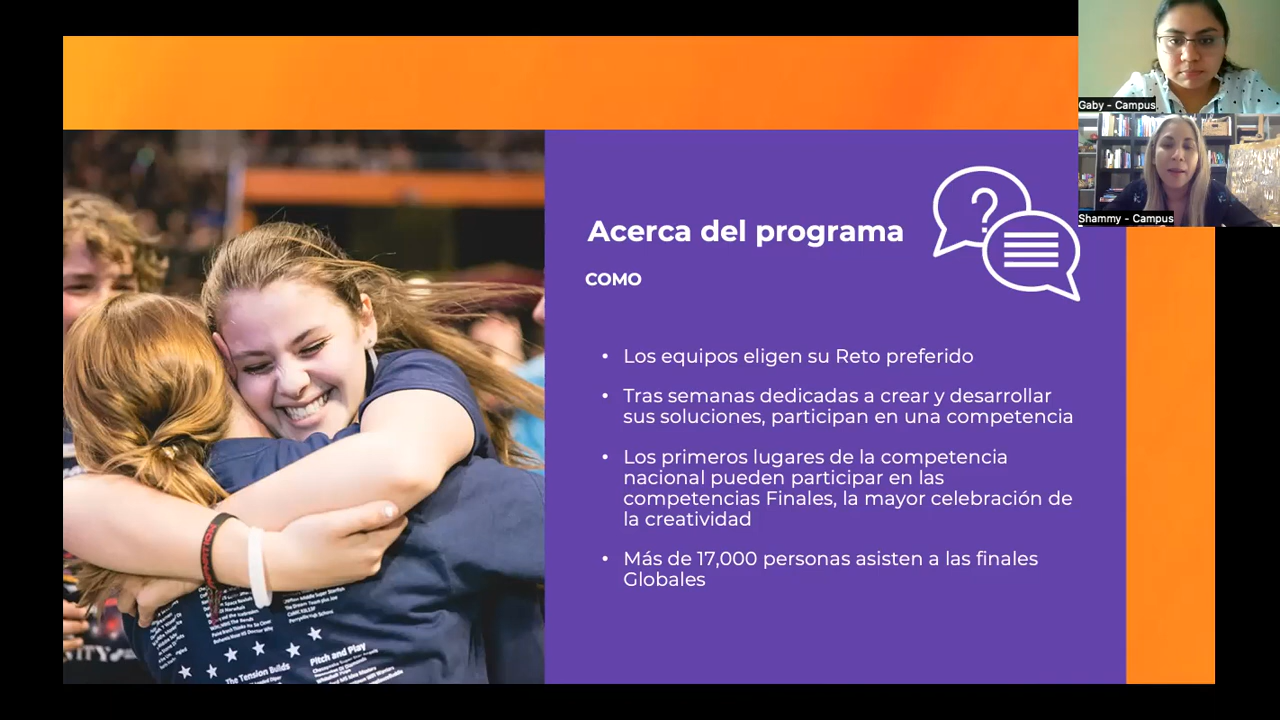 Gaby - Campus
Shammy - Campus
Acerca del programa
?
COMO
• Los equipos eligen su Reto preferido
• Tras semanas dedicadas a crear y desarrollar
sus soluciones, participan en una competencia
• Los primeros lugares de la competencia
nacional pueden participar en las
competencias Finales, la mayor celebración de
la creatividad
• Más de 17,000 personas asisten a las finales
Globales
The Tension Builds
Pitch and Play